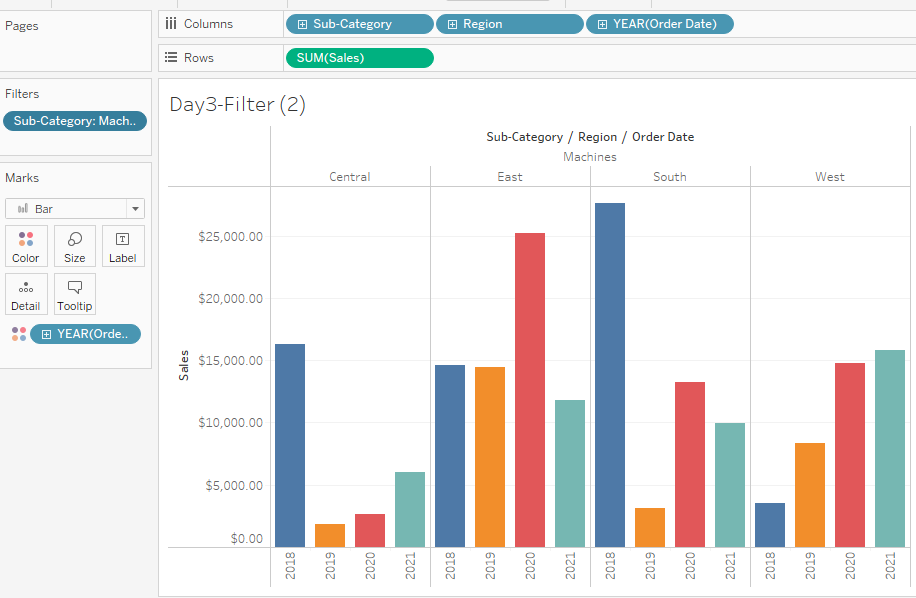 Pages
Columns
Sub-Category
Region
YEAR(Order Date)
Rows
SUM(Sales)
Filters
Sub-Category: Mach..
Marks
Bar
Color
Size
Label
Detail
Tooltip
YEAR(Orde..
Day3-Filter (2)
Sub-Category / Region / Order Date
Machines
Central
East
South
West
Sales
$25,000.00
$20,000.00
$15,000.00
$10,000.00
$5,000.00
$0.00
2018 2019 2020 2021 2018 2019 2020 2021 2018 2019 2020 2021 2018 2019 2020 2021